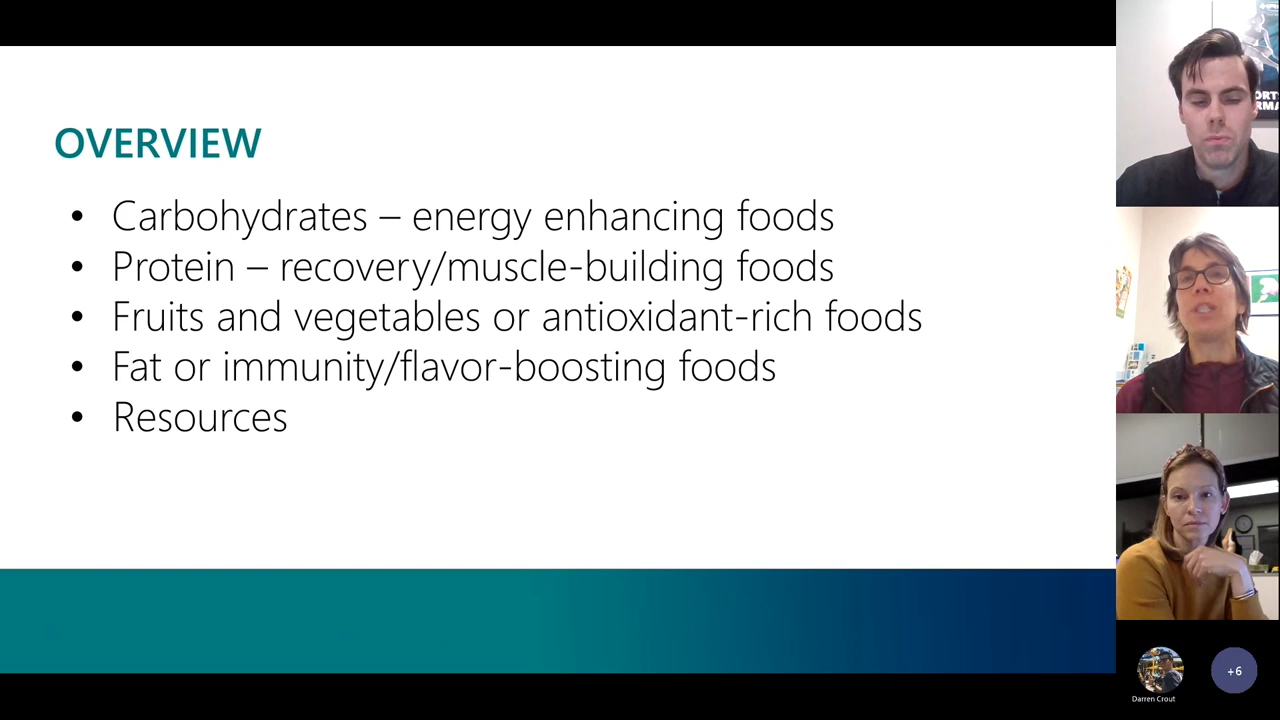 OVERVIEW
• Carbohydrates – energy enhancing foods
• Protein – recovery/muscle-building foods
• Fruits and vegetables or antioxidant-rich foods
• Fat or immunity/flavor-boosting foods
• Resources
Darren Crout
+6